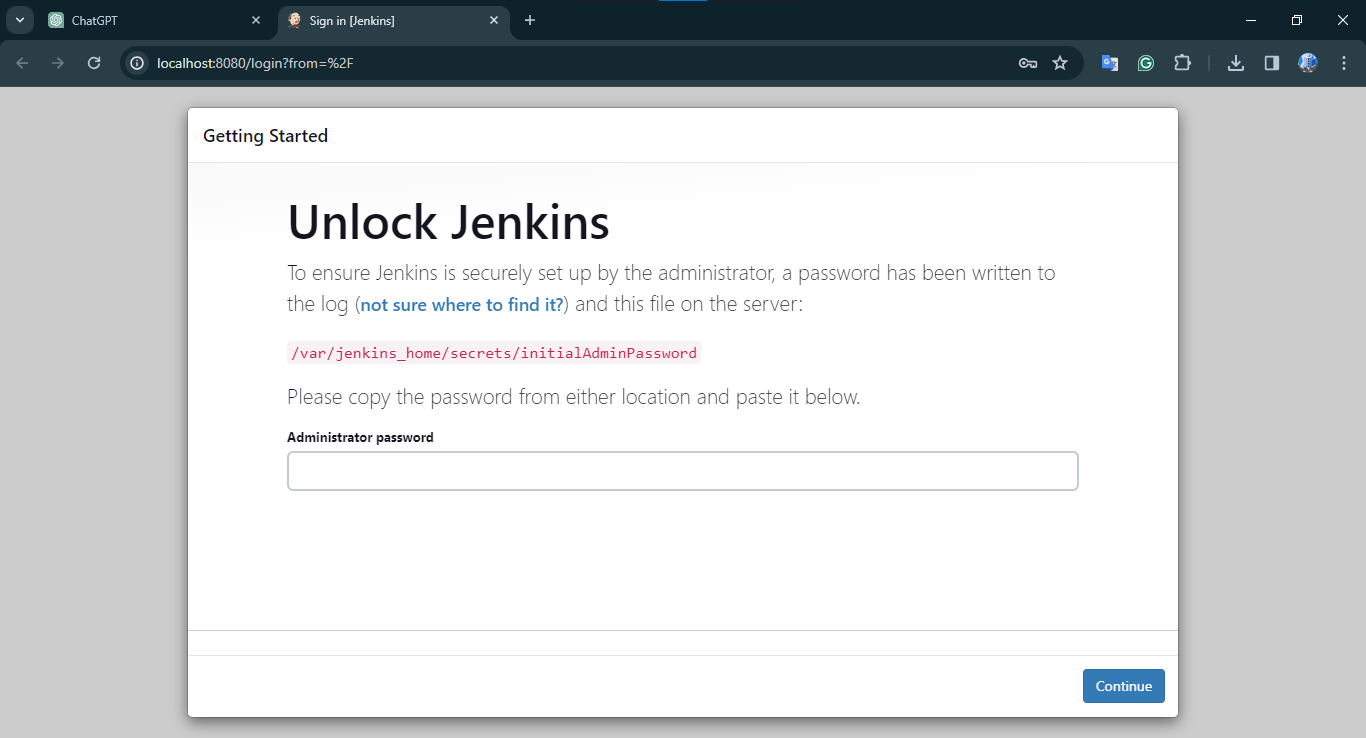 ChatGPT
Sign in [Jenkins]
localhost:8080/login?from=%2F
Getting Started
Unlock Jenkins
To ensure Jenkins is securely set up by the administrator, a password has been written to
the log (not sure where to find it?) and this file on the server:
/var/jenkins_home/secrets/initialAdminPassword
Please copy the password from either location and paste it below.
Administrator password
Continue